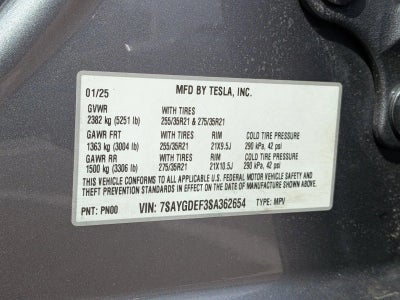 01/25 MFD BY TESLA, INC.
GVWR WITH TIRES
2382 kg (5251 lb) 255/35R21 & 275/35R21
GAWR FRT WITH TIRES RIM COLD TIRE PRESSURE
1363 kg (3004 lb) 255/35R21 21X9.5J 290 kPa, 42 psi
GAWR RR WITH TIRES RIM COLD TIRE PRESSURE
1500 kg (3306 lb) 275/35R21 21X10.5J 290 kPa, 42 psi
THIS VEHICLE CONFORMS TO ALL APPLICABLE U.S. FEDERAL MOTOR VEHICLE SAFETY AND
THEFT PREVENTION STANDARDS IN EFFECT ON THE DATE OF MANUFACTURE SHOWN ABOVE.
PNT: PN00 VIN: 7SAYGDEF3SA362654 TYPE: MPV